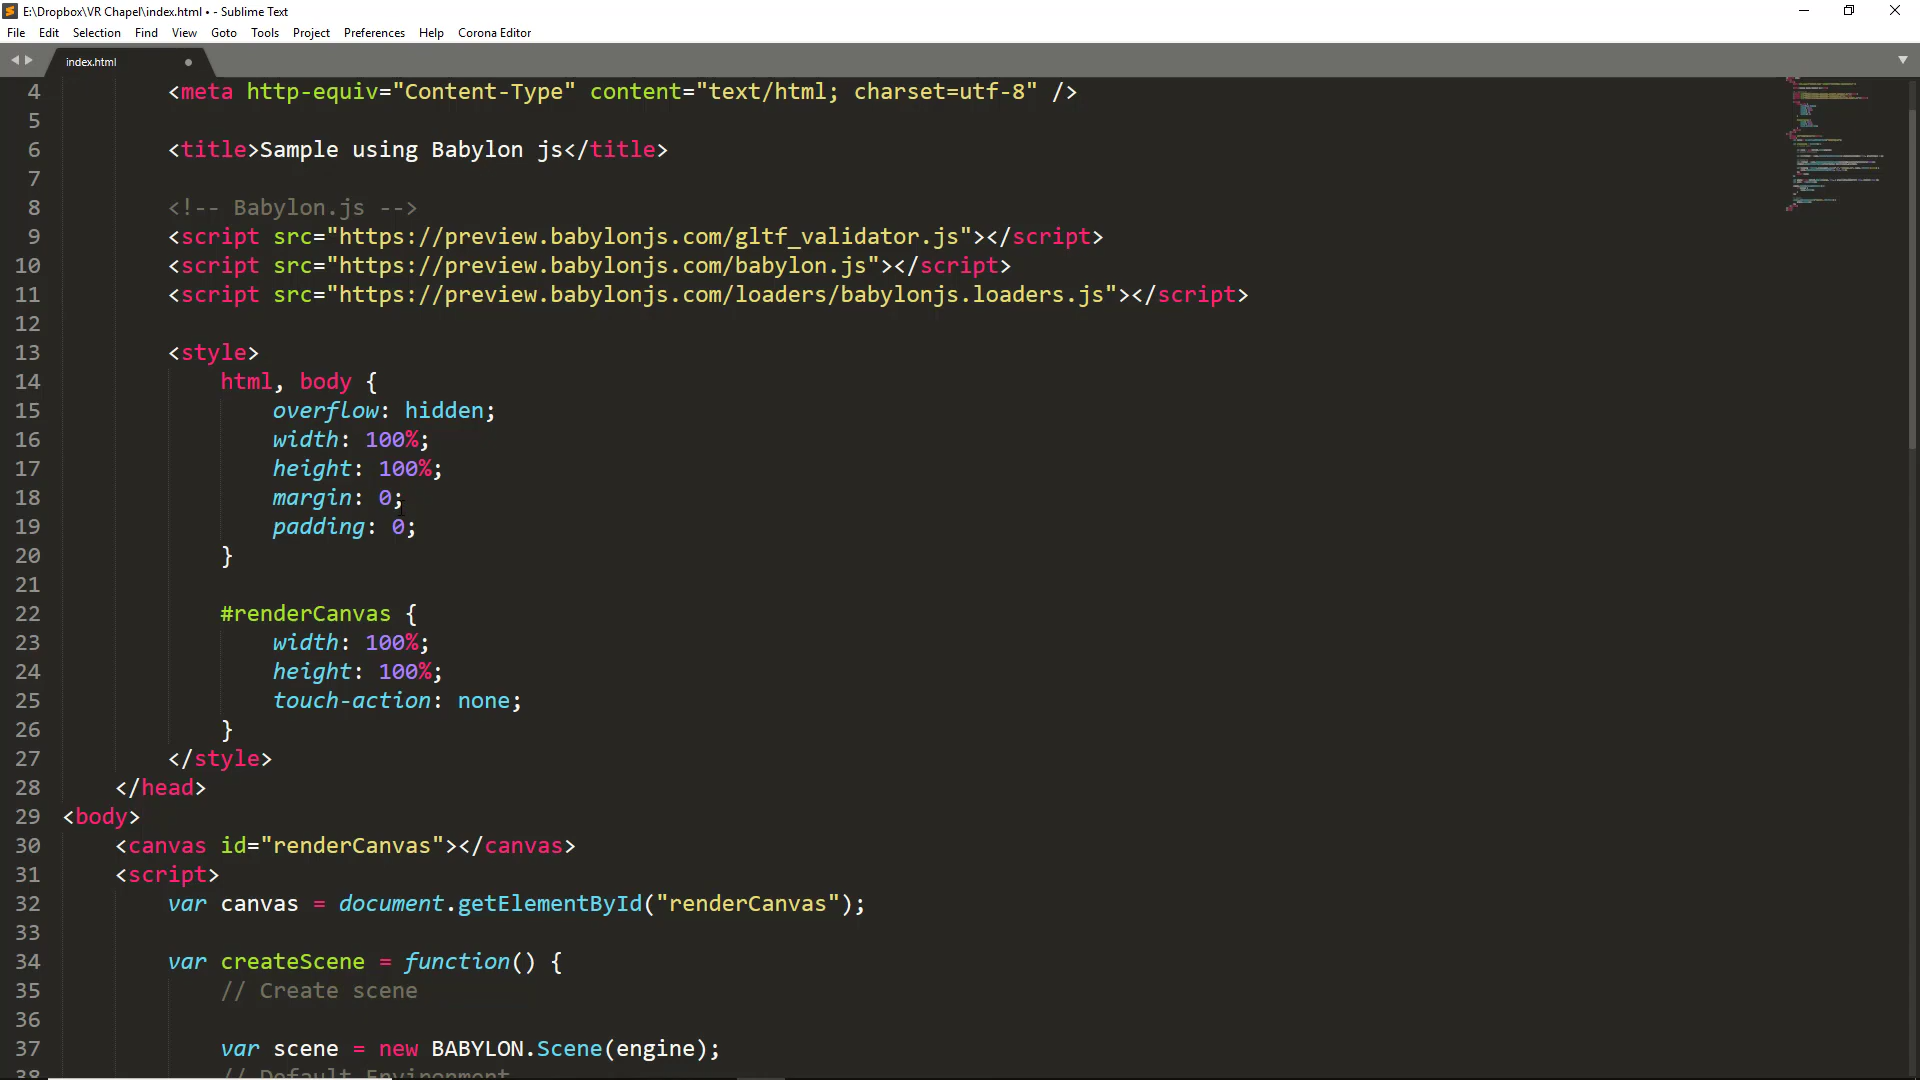 E:\Dropbox\VR Chapel\index.html • - Sublime Text
File Edit Selection Find View Goto Tools Project Preferences Help Corona Editor
index.html
4 <meta http-equiv="Content-Type" content="text/html; charset=utf-8" />
5
6 <title>Sample using Babylon js</title>
7
8 <!-- Babylon.js -->
9 <script src="https://preview.babylonjs.com/gltf_validator.js"></script>
10 <script src="https://preview.babylonjs.com/babylon.js"></script>
11 <script src="https://preview.babylonjs.com/loaders/babylonjs.loaders.js"></script>
12
13 <style>
14 html, body {
15 overflow: hidden;
16 width: 100%;
17 height: 100%;
18 margin: 0;
19 padding: 0;
20 }
21
22 #renderCanvas {
23 width: 100%;
24 height: 100%;
25 touch-action: none;
26 }
27 </style>
28 </head>
29 <body>
30 <canvas id="renderCanvas"></canvas>
31 <script>
32 var canvas = document.getElementById("renderCanvas");
33
34 var createScene = function() {
35 // Create scene
36
37 var scene = new BABYLON.Scene(engine);
38 // Default Environment